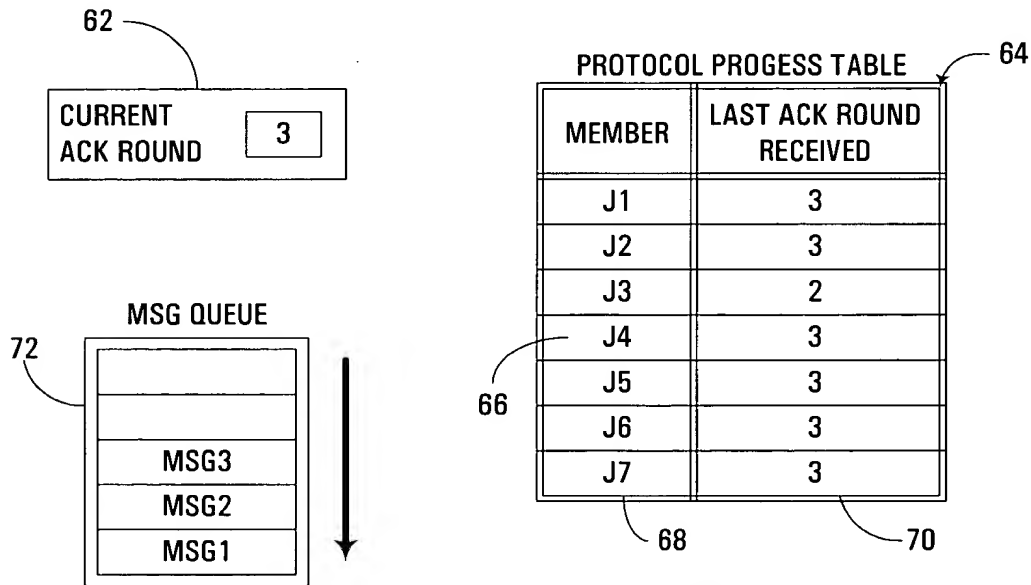 62
CURRENT
ACK ROUND
3
PROTOCOL PROGESS TABLE
64
MEMBER
LAST ACK ROUND
RECEIVED
J1 3
J2 3
J3 2
J4 3
J5 3
J6 3
J7 3
66
68
70
MSG QUEUE
72
MSG3
MSG2
MSG1